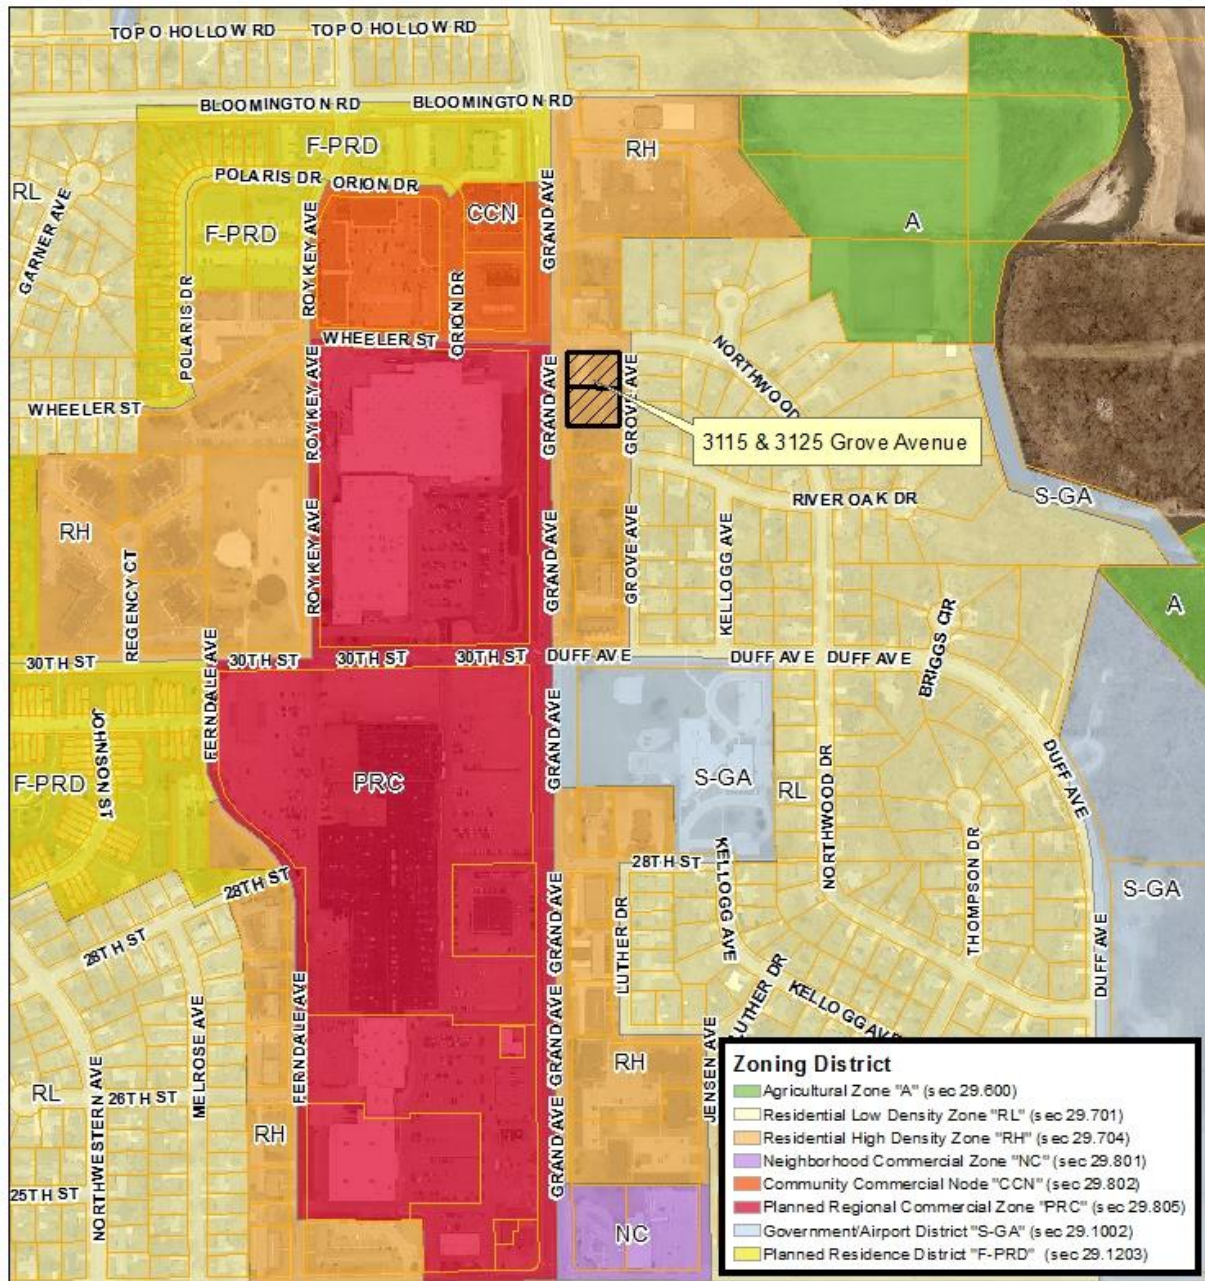 TOP O HOLLOW RD
TOP O HOLLOW RD
BLOOMINGTON RD
BLOOMINGTON RD
F-PRD
RH
POLARIS DR
ORION DR
RL
GARNER AVE
F-PRD
ROY KEY AVE
CCN
GRAND AVE
A
POLARIS DR
ORION DR
WHEELER ST
NORTHWOOD
ROY KEY AVE
GRAND AVE
GROVE AVE
WHEELER ST
3115 & 3125 Grove Avenue
RIVER OAK DR
S-GA
RH
REGENCY CT
ROY KEY AVE
GRAND AVE
GROVE AVE
KELLOGG AVE
BRIGGS CIR
A
30TH ST
FERNDALE AVE
30TH ST
30TH ST
30TH ST
DUFF AVE
DUFF AVE
DUFF AVE
JOHNSON ST
F-PRD
PRC
GRAND AVE
S-GA
RL
NORTHWOOD DR
DUFF AVE
28TH ST
28TH ST
28TH ST
KELLOGG AVE
THOMPSON DR
S-GA
GRAND AVE
LUTHER DR
DUFF AVE
MELROSE AVE
FERNDALE AVE
GRAND AVE
LUTHER DR
KELLOGG AVE
RL
NORTHWESTERN AVE
26TH ST
RH
GRAND AVE
RH
JENSEN AVE
25TH ST
GRAND AVE
NC
Zoning District
Agricultural Zone "A" (sec 29.600)
Residential Low Density Zone "RL" (sec 29.701)
Residential High Density Zone "RH" (sec 29.704)
Neighborhood Commercial Zone "NC" (sec 29.801)
Community Commercial Node "CCN" (sec 29.802)
Planned Regional Commercial Zone "PRC" (sec 29.805)
Government/Airport District "S-GA" (sec 29.1002)
Planned Residence District "F-PRD" (sec 29.1203)